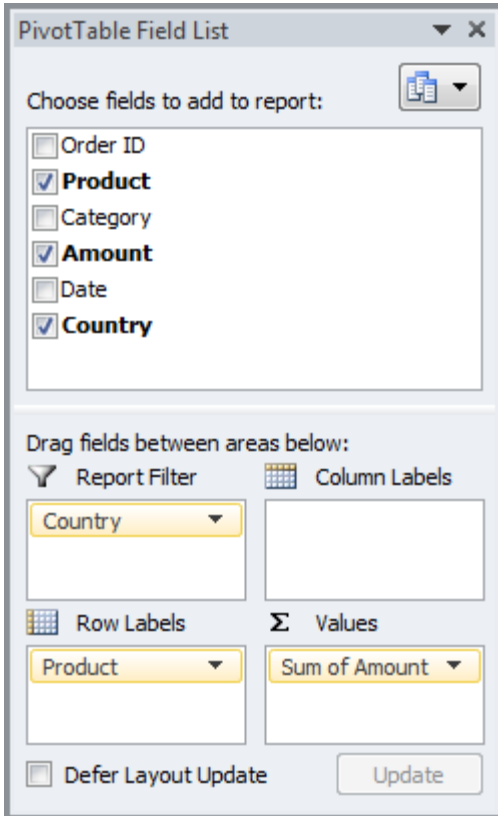 PivotTable Field List
Choose fields to add to report:
Order ID
Product
Category
Amount
Date
Country
Drag fields between areas below:
Report Filter
Column Labels
Country
Row Labels
Σ Values
Product
Sum of Amount
Defer Layout Update
Update